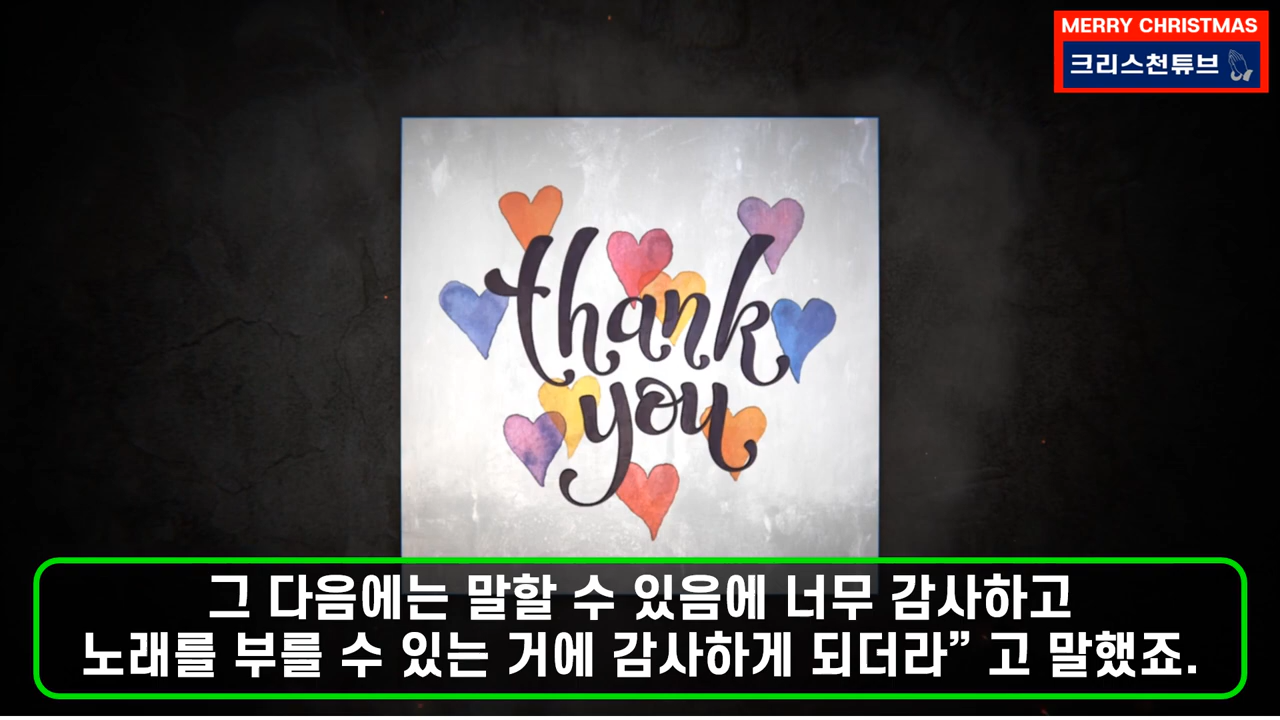 MERRY CHRISTMAS
크리스천튜브
thank
you
그 다음에는 말할 수 있음에 너무 감사하고
노래를 부를 수 있는 거에 감사하게 되더라” 고 말했죠.